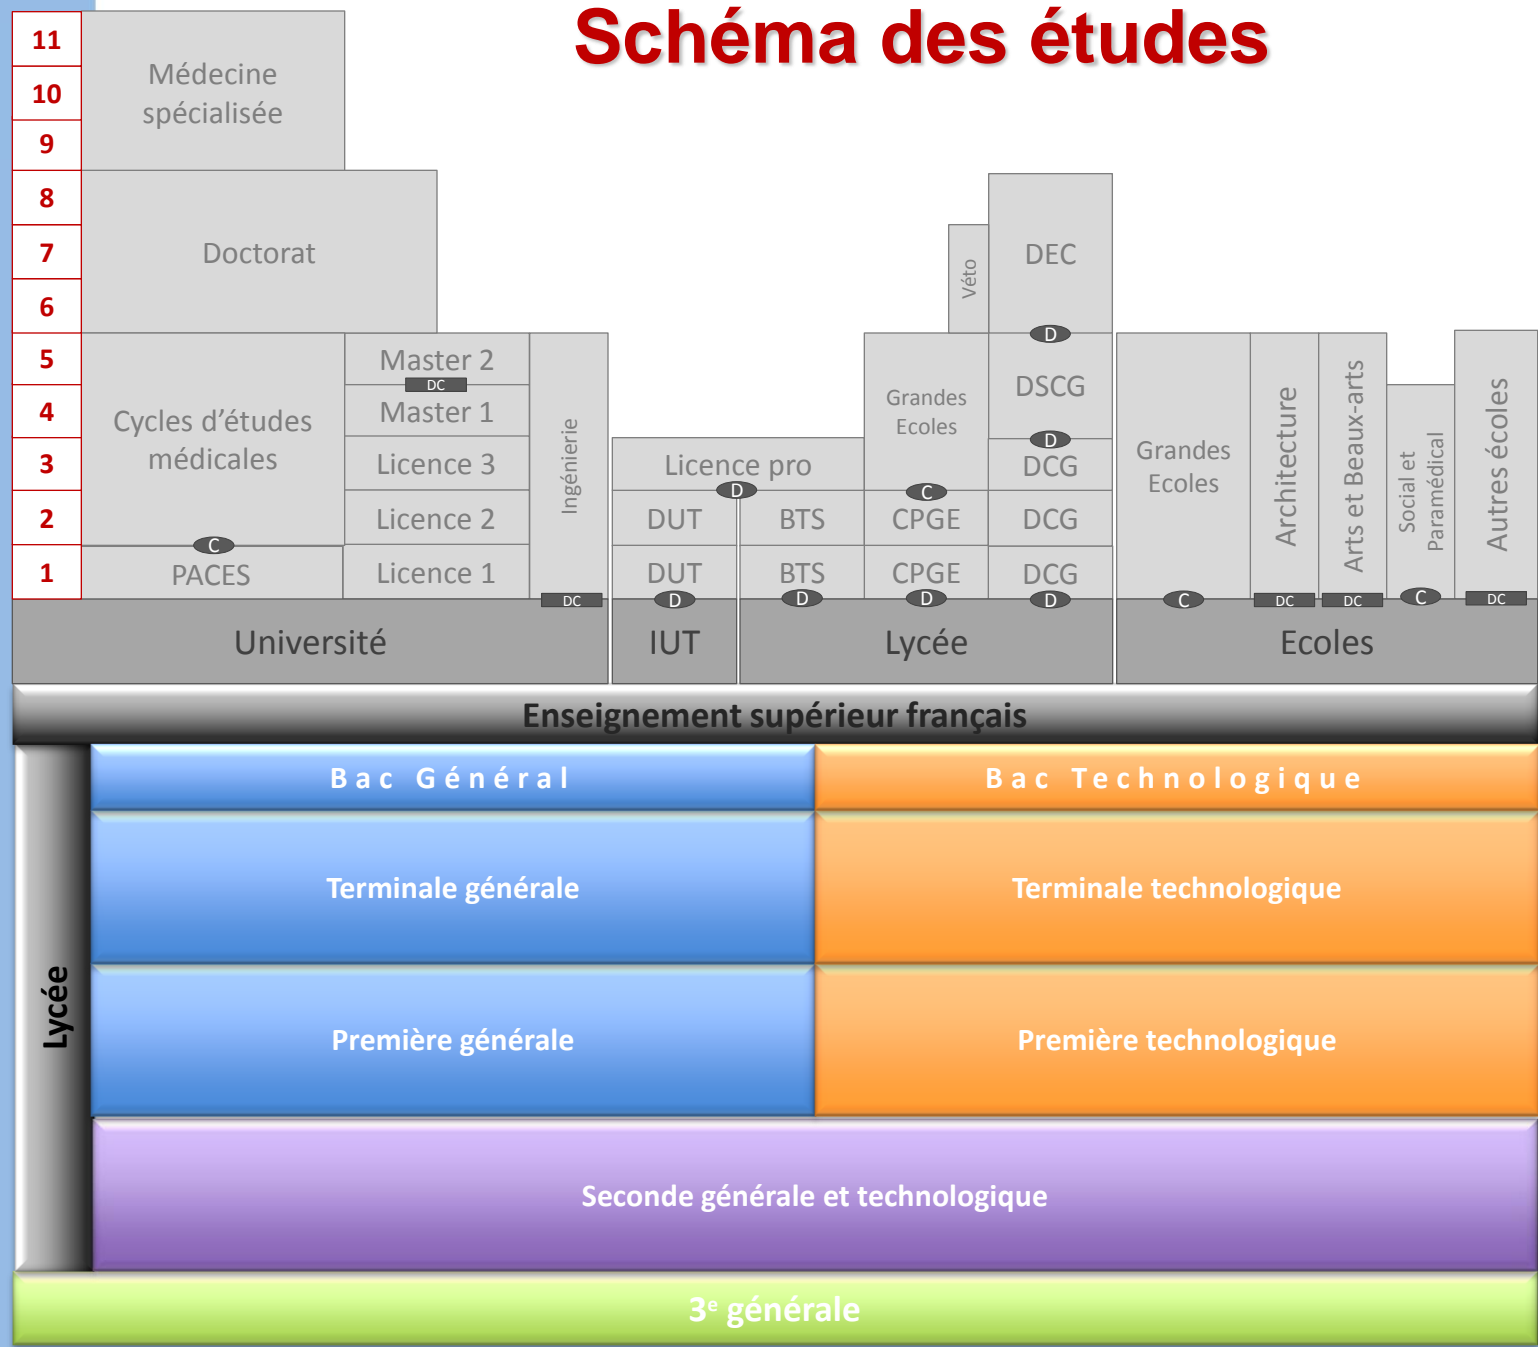 Schéma des études
11
10
9
8
7
6
5
4
3
2
1
Médecine
spécialisée
Doctorat
Cycles d'études
médicales
C
PACES
Master 2
DC
Master 1
Licence 3
Licence 2
Licence 1
Ingénierie
DC
Licence pro
D
DUT
BTS
DUT
BTS
D
D
Grandes
Ecoles
C
CPGE
CPGE
D
Véto
DEC
D
DSCG
D
DCG
DCG
DCG
D
Grandes
Ecoles
C
Architecture
DC
Arts et Beaux-arts
DC
Social et
Paramédical
C
Autres écoles
DC
Université
IUT
Lycée
Ecoles
Enseignement supérieur français
Lycée
Bac Général
Bac Technologique
Terminale générale
Terminale technologique
Première générale
Première technologique
Seconde générale et technologique
3e générale